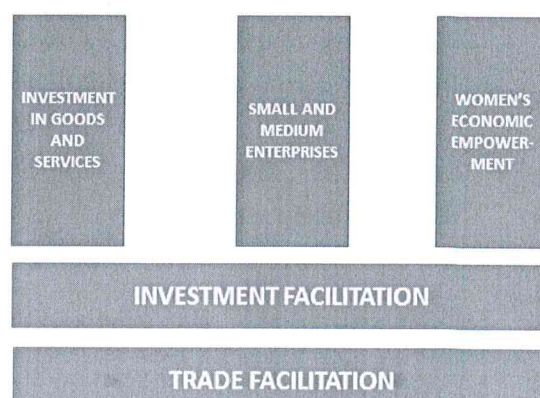 INVESTMENT
IN GOODS
AND
SERVICES
SMALL AND
MEDIUM
ENTERPRISES
WOMEN'S
ECONOMIC
EMPOWER-
MENT
INVESTMENT FACILITATION
TRADE FACILITATION